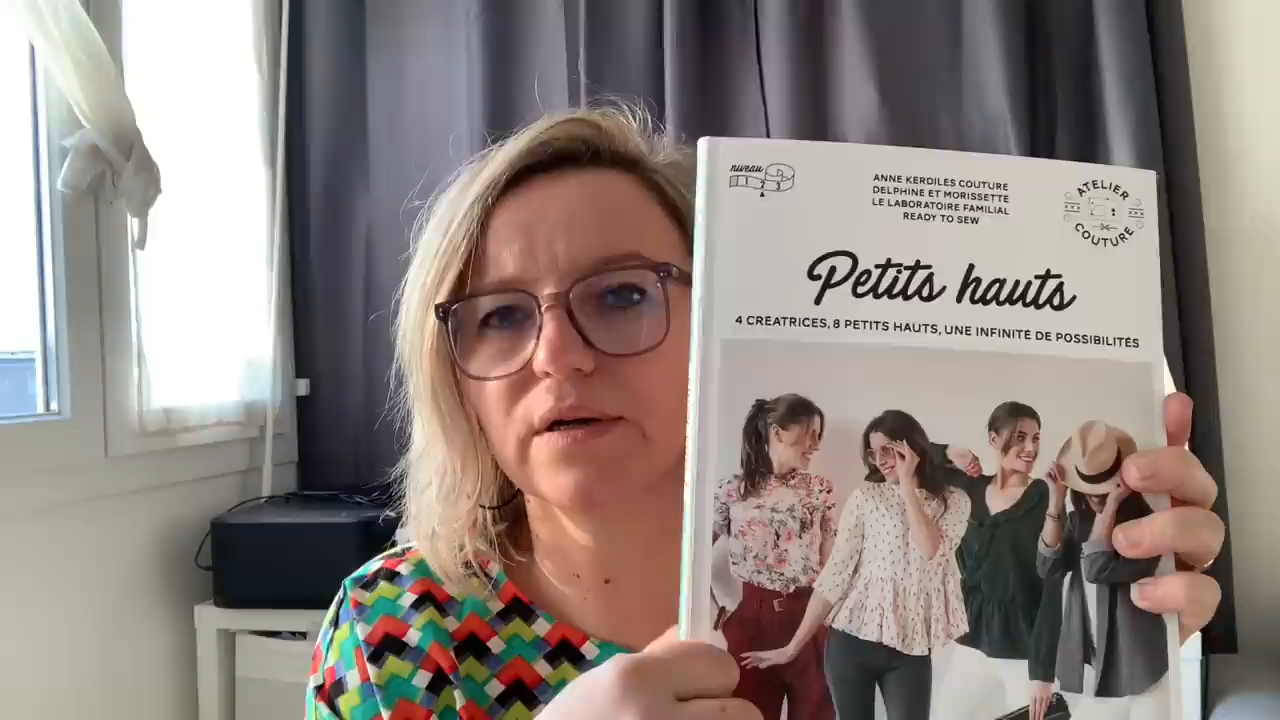 niveau
1 2 3
ANNE KERDILES COUTURE
DELPHINE ET MORISSETTE
LE LABORATOIRE FAMILIAL
READY TO SEW
ATELIER
COUTURE
Petits hauts
4 CREATRICES, 8 PETITS HAUTS, UNE INFINITÉ DE POSSIBILITÉS